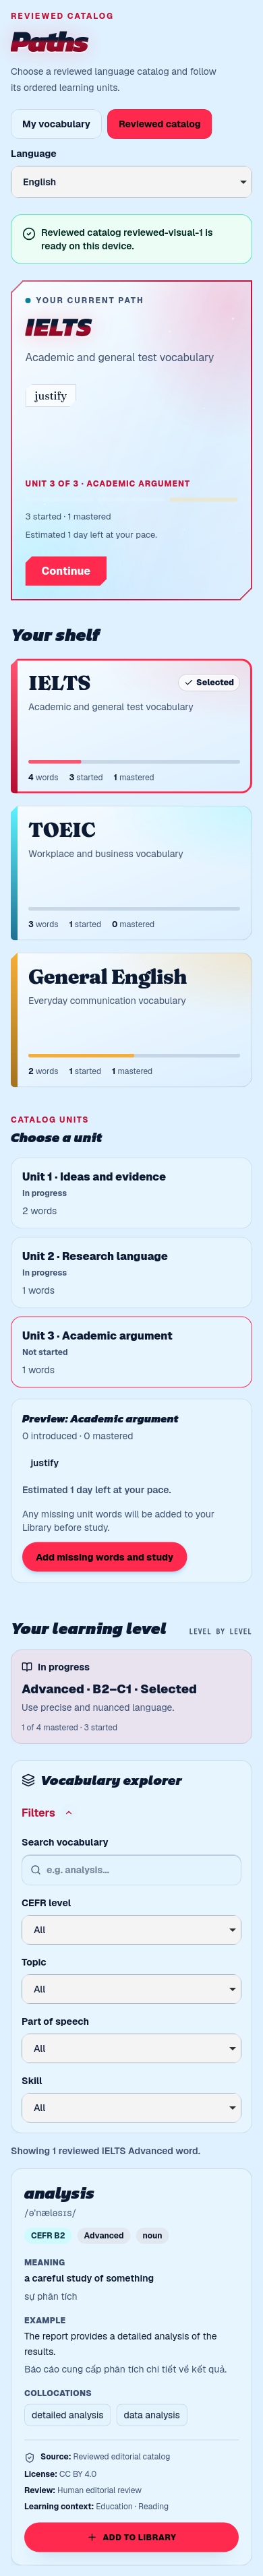 REVIEWED CATALOG
Paths
Choose a reviewed language catalog and follow
its ordered learning units.
My vocabulary
Reviewed catalog
Language
English
Reviewed catalog reviewed-visual-1 is
ready on this device.
YOUR CURRENT PATH
IELTS
Academic and general test vocabulary
justify
UNIT 3 OF 3 · ACADEMIC ARGUMENT
3 started · 1 mastered
Estimated 1 day left at your pace.
Continue
Your shelf
IELTS
Selected
Academic and general test vocabulary
4 words 3 started 1 mastered
TOEIC
Workplace and business vocabulary
3 words 1 started 0 mastered
General English
Everyday communication vocabulary
2 words 1 started 1 mastered
CATALOG UNITS
Choose a unit
Unit 1 · Ideas and evidence
In progress
2 words
Unit 2 · Research language
In progress
1 words
Unit 3 · Academic argument
Not started
1 words
Preview: Academic argument
0 introduced · 0 mastered
justify
Estimated 1 day left at your pace.
Any missing unit words will be added to your
Library before study.
Add missing words and study
Your learning level
LEVEL BY LEVEL
In progress
Advanced · B2–C1 · Selected
Use precise and nuanced language.
1 of 4 mastered · 3 started
Vocabulary explorer
Filters
Search vocabulary
e.g. analysis...
CEFR level
All
Topic
All
Part of speech
All
Skill
All
Showing 1 reviewed IELTS Advanced word.
analysis
/əˈnæləsɪs/
CEFR B2 Advanced noun
MEANING
a careful study of something
sự phân tích
EXAMPLE
The report provides a detailed analysis of the
results.
Báo cáo cung cấp phân tích chi tiết về kết quả.
COLLOCATIONS
detailed analysis data analysis
Source: Reviewed editorial catalog
License: CC BY 4.0
Review: Human editorial review
Learning context: Education · Reading
ADD TO LIBRARY